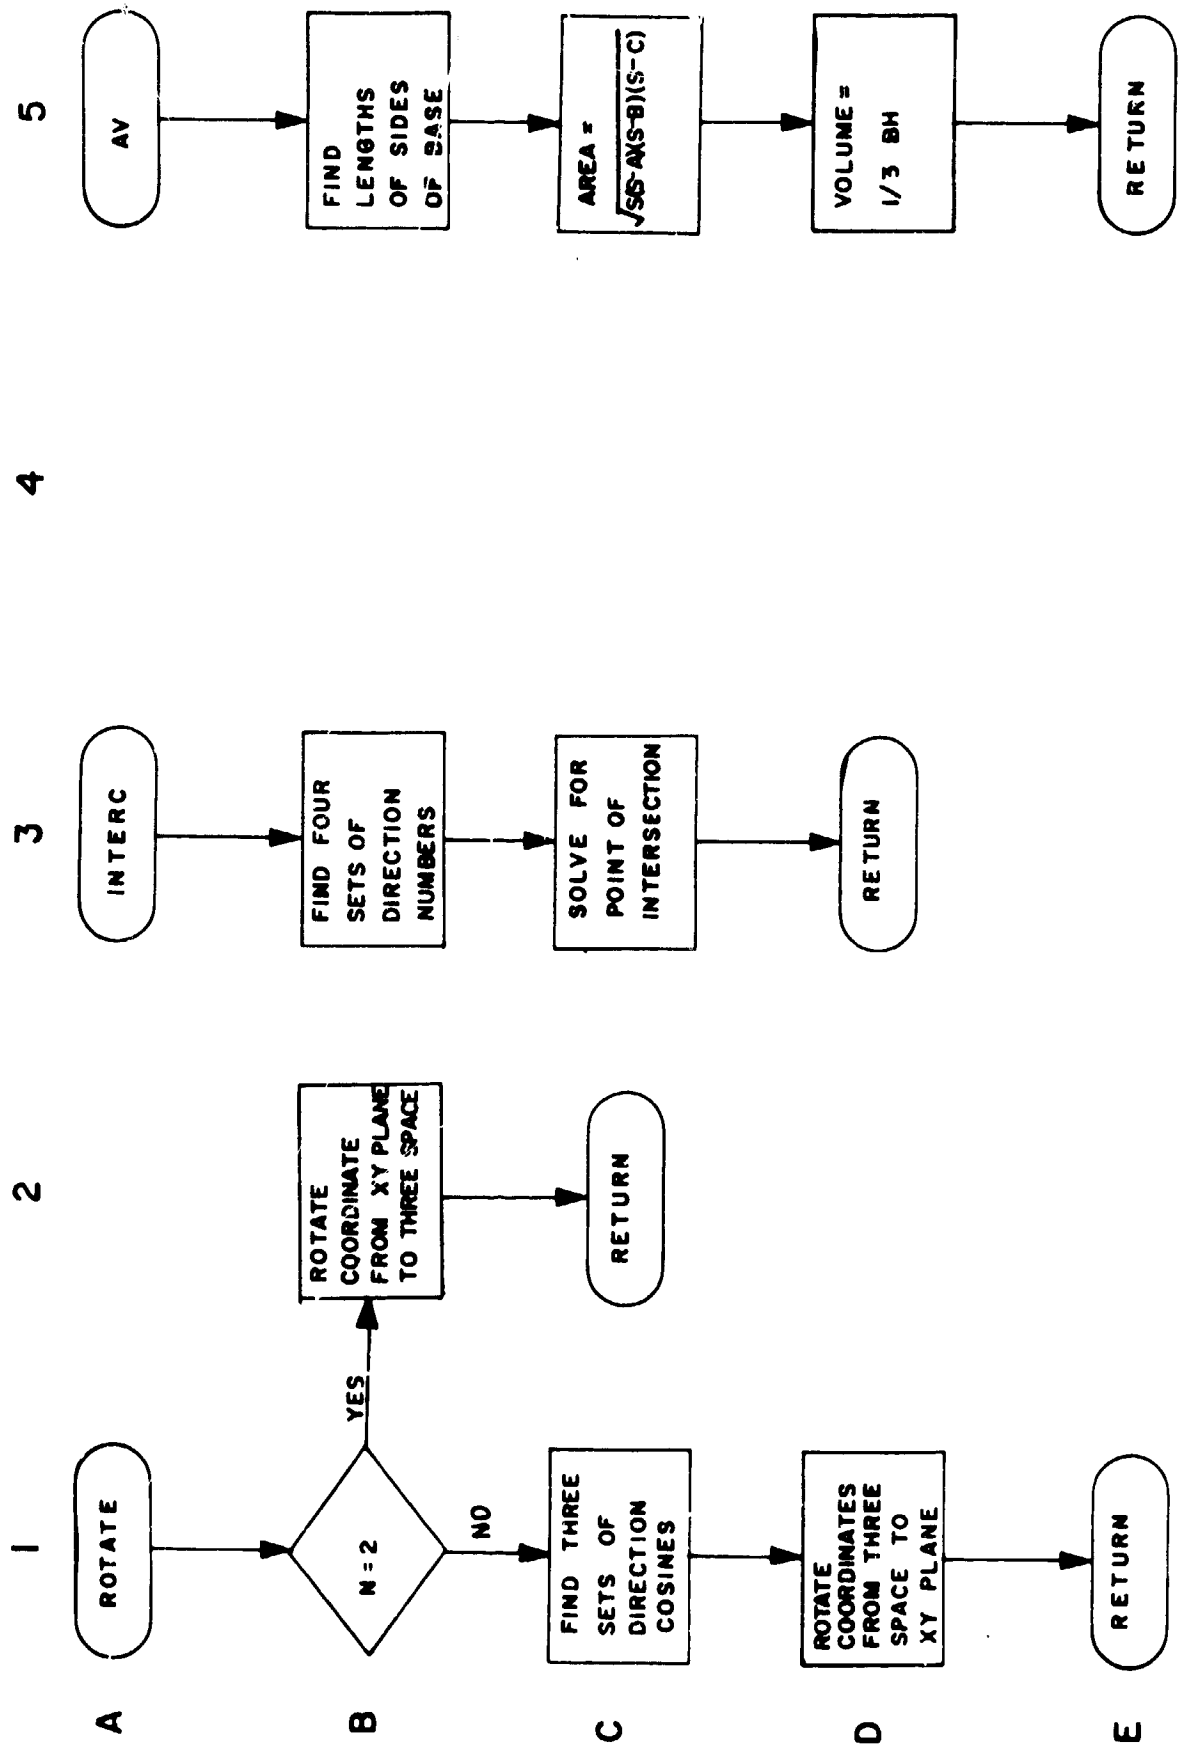 1
2
3
4
5
A
B
C
D
E
ROTATE
N = 2
YES
NO
FIND THREE
SETS OF
DIRECTION
COSINES
ROTATE
COORDINATES
FROM THREE
SPACE TO
XY PLANE
RETURN
ROTATE
COORDINATE
FROM XY PLANE
TO THREE SPACE
RETURN
INTERC
FIND FOUR
SETS OF
DIRECTION
NUMBERS
SOLVE FOR
POINT OF
INTERSECTION
RETURN
AV
FIND
LENGTHS
OF SIDES
OF BASE
AREA =
√S(S-A)(S-B)(S-C)
VOLUME =
1/3 BH
RETURN